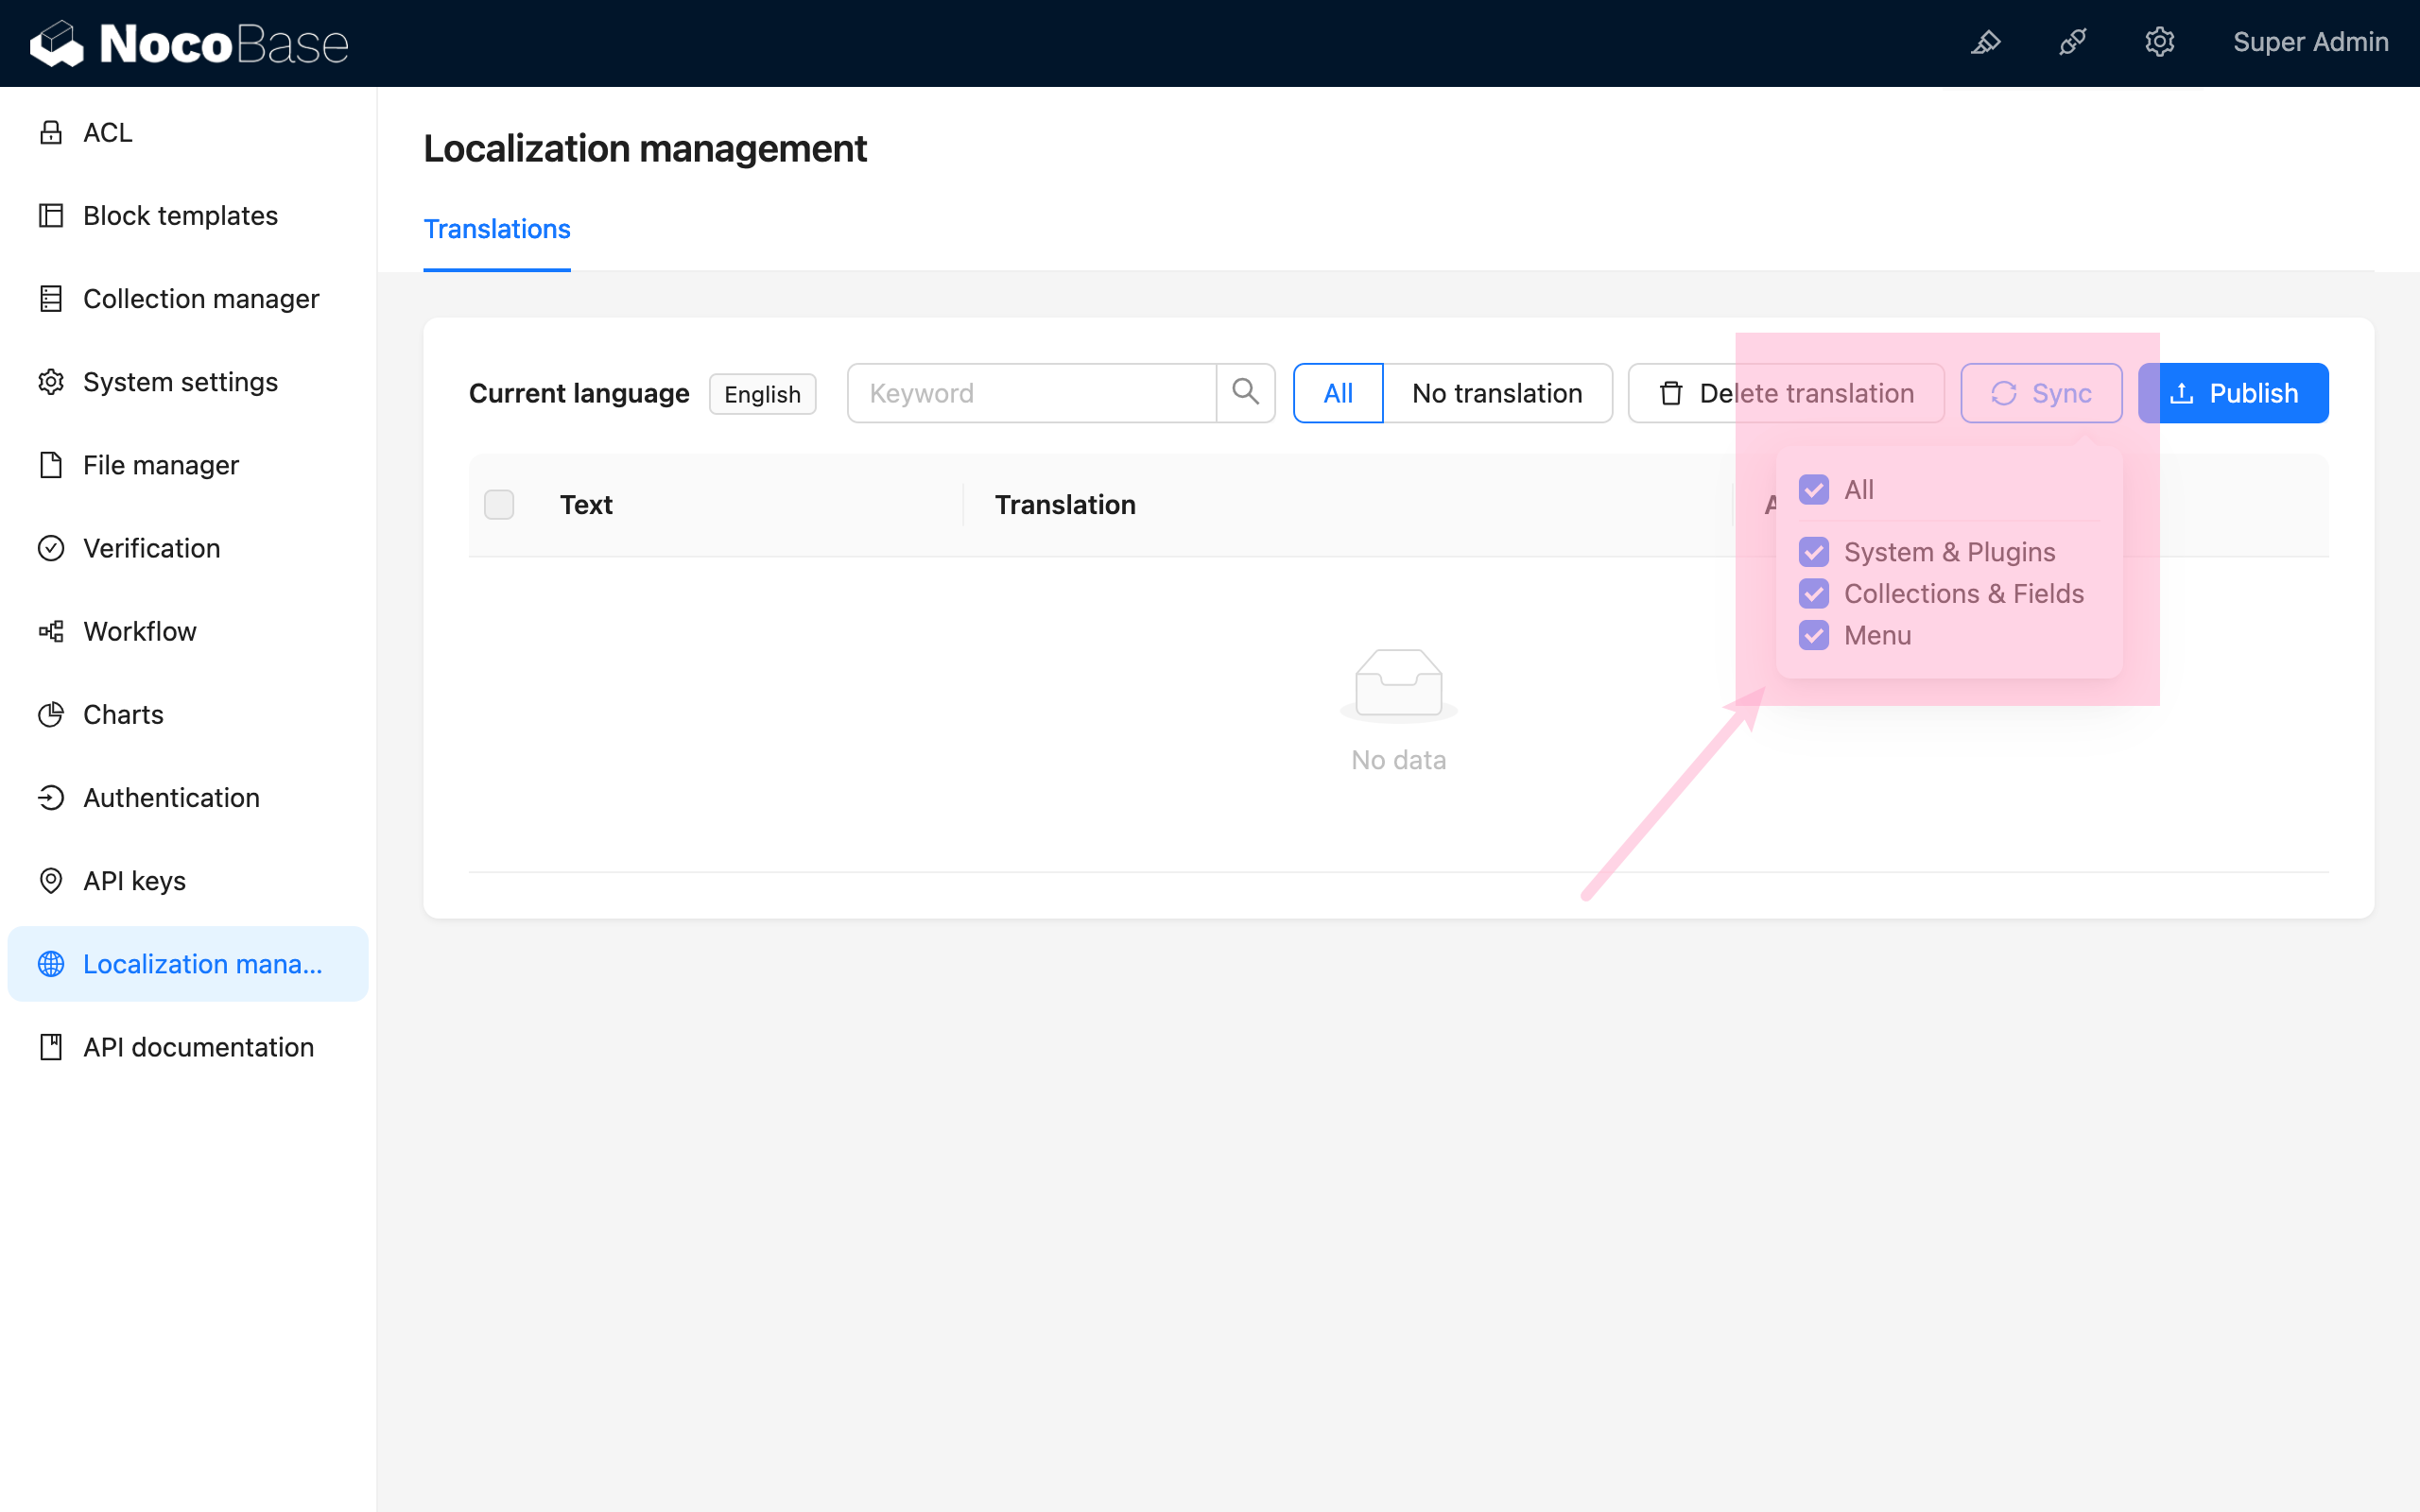 NocoBase
Super Admin
ACL
Block templates
Collection manager
System settings
File manager
Verification
Workflow
Charts
Authentication
API keys
Localization mana...
API documentation
Localization management
Translations
Current language English Keyword All No translation Delete translation Sync Publish
Text Translation
All
System & Plugins
Collections & Fields
Menu
No data